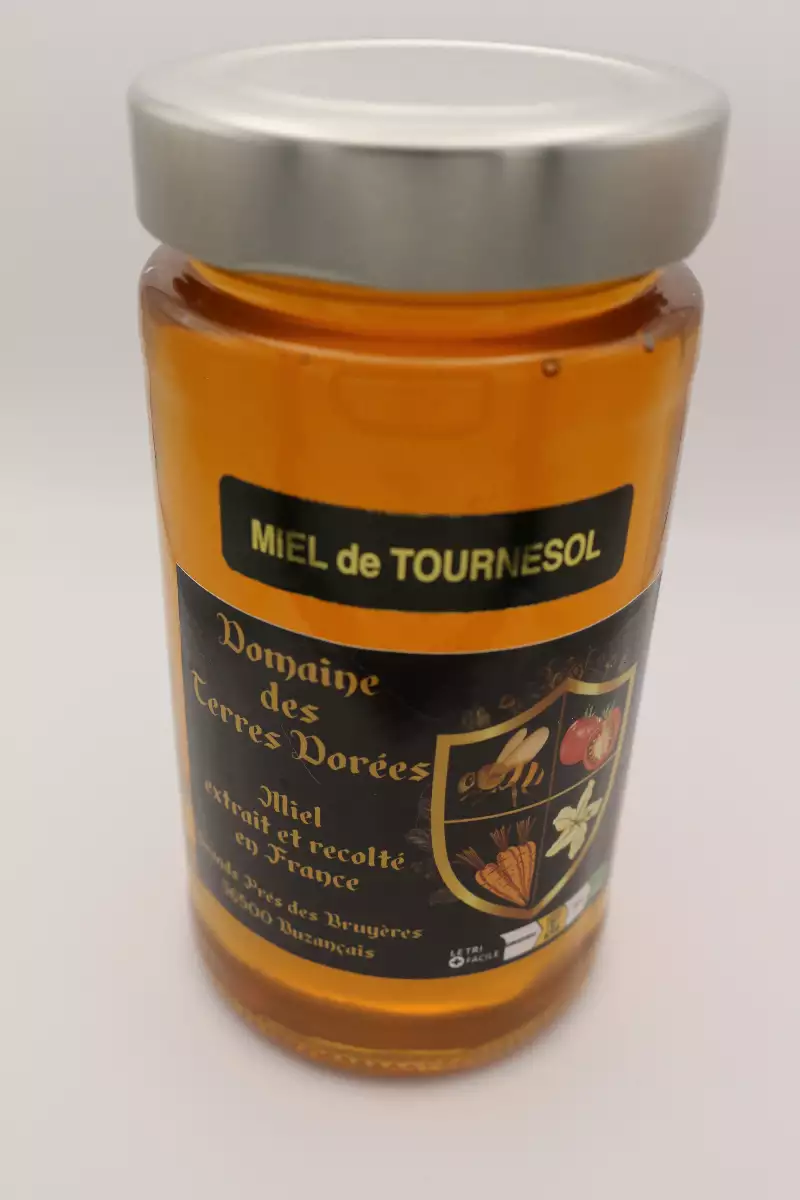 MIEL de TOURNESOL
Domaine
des
Terres Dorées
Miel
extrait et recolté
en France
Prés des Bruyères
36500 Buzançais
LE TRI
+ FACILE